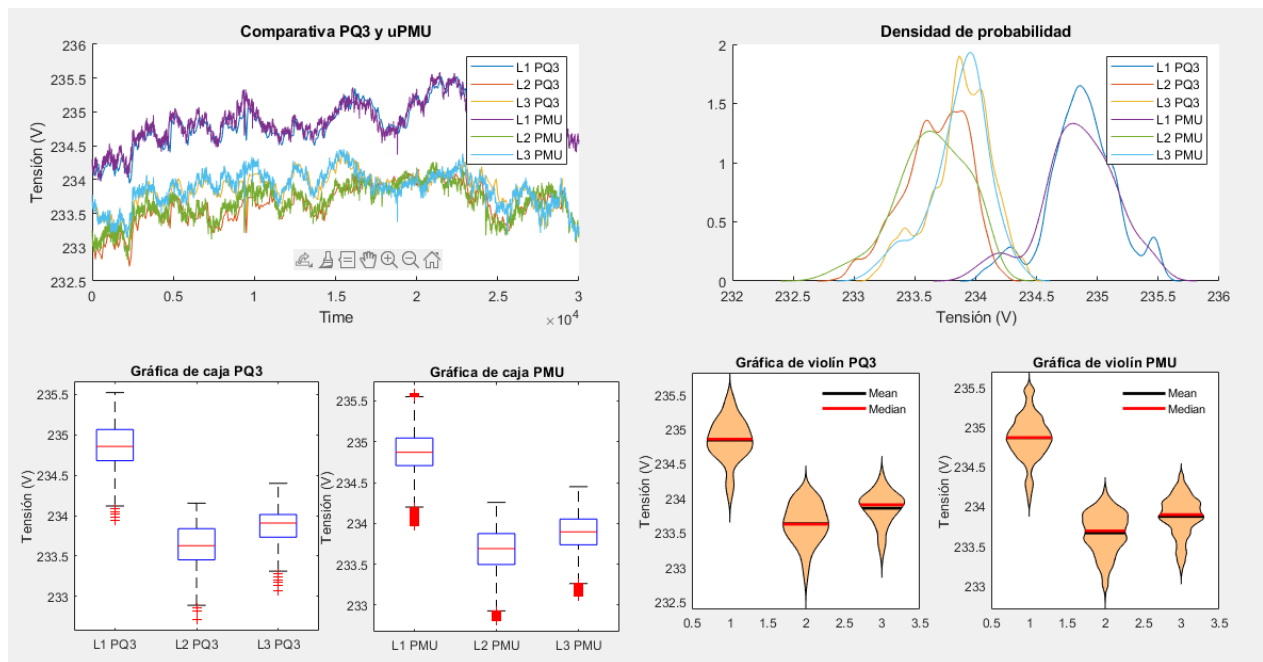 Comparativa PQ3 y uPMU
236
235.5
235
234.5
234
233.5
233
232.5
Tensión (V)
0
0.5
1
1.5
2
2.5
3
Time
×10^4
L1 PQ3
L2 PQ3
L3 PQ3
L1 PMU
L2 PMU
L3 PMU
Densidad de probabilidad
2
1.5
1
0.5
0
232
232.5
233
233.5
234
234.5
235
235.5
236
Tensión (V)
L1 PQ3
L2 PQ3
L3 PQ3
L1 PMU
L2 PMU
L3 PMU
Gráfica de caja PQ3
235.5
235
234.5
234
233.5
233
Tensión (V)
L1 PQ3
L2 PQ3
L3 PQ3
Gráfica de caja PMU
235.5
235
234.5
234
233.5
233
Tensión (V)
L1 PMU
L2 PMU
L3 PMU
Gráfica de violín PQ3
235.5
235
234.5
234
233.5
233
232.5
Tensión (V)
0.5
1
1.5
2
2.5
3
3.5
Mean
Median
Gráfica de violín PMU
235.5
235
234.5
234
233.5
233
Tensión (V)
0.5
1
1.5
2
2.5
3
3.5
Mean
Median